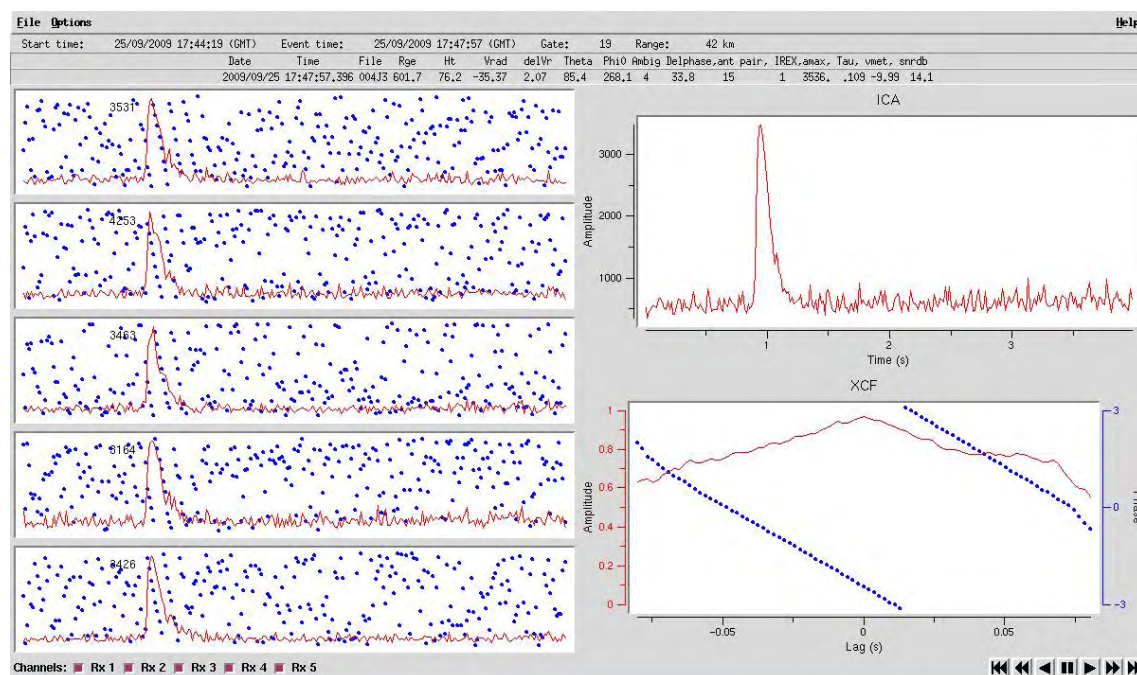 File Options Help
Start time: 25/09/2009 17:44:19 (GMT) Event time: 25/09/2009 17:47:57 (GMT) Gate: 19 Range: 42 km
Date Time File Rge Ht Vrad delVr Theta Phi0 Ambig Delphase,ant pair, IREX,amax, Tau, vmet, snrdb
2009/09/25 17:47:57.396 004J3 601.7 76.2 -35.37 2.07 85.4 268.1 4 33.8 15 1 3536. .109 -9.99 14.1
3531
4253
3463
3164
3426
ICA
3000
2000
1000
Amplitude
1 2 3
Time (s)
XCF
1
0.8
0.6
0.4
0.2
0
Amplitude
3
0
-3
-0.05 0 0.05
Lag (s)
Channels: Rx 1 Rx 2 Rx 3 Rx 4 Rx 5